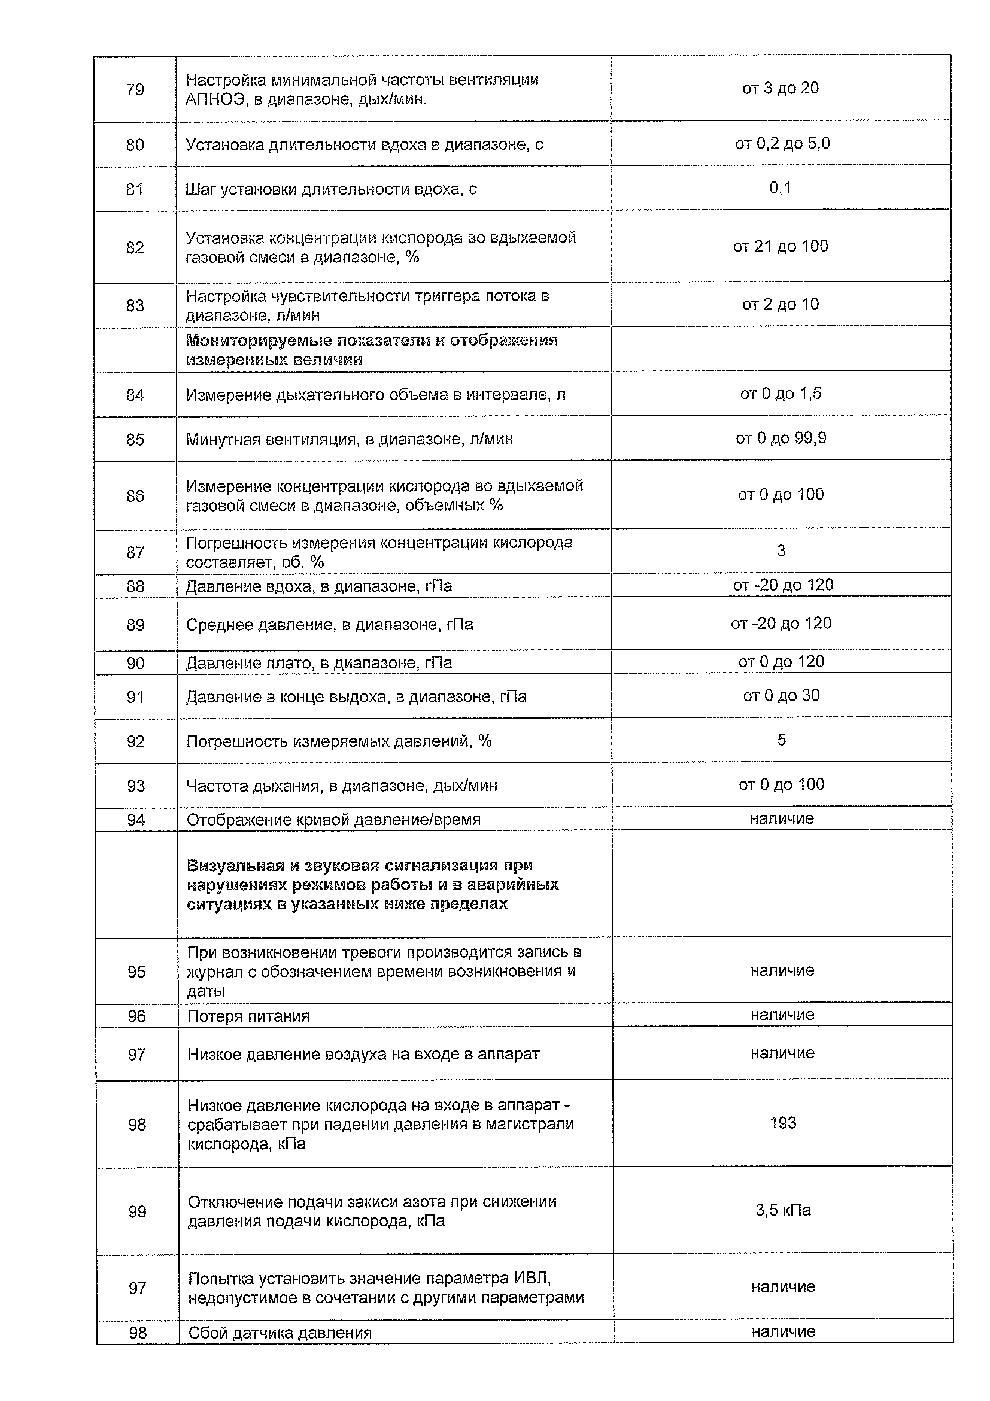 79
Настройка минимальной частоты вентиляции
АПНОЭ, в диапазоне, дых/мин.
от 3 до 20
80
Установка длительности вдоха в диапазоне, с
от 0,2 до 5,0
81
Шаг установки длительности вдоха, с
0,1
82
Установка концентрации кислорода во вдыхаемой
газовой смеси в диапазоне, %
от 21 до 100
83
Настройка чувствительности триггера потока в
диапазоне, л/мин
от 2 до 10
Мониторируемые показатели и отображения
измеренных величин
84
Измерение дыхательного объема в интервале, л
от 0 до 1,5
85
Минутная вентиляция, в диапазоне, л/мин
от 0 до 99,9
86
Измерение концентрации кислорода во вдыхаемой
газовой смеси в диапазоне, объемных %
от 0 до 100
87
Погрешность измерения концентрации кислорода
составляет, об. %
3
88
Давление вдоха, в диапазоне, гПа
от -20 до 120
89
Среднее давление, в диапазоне, гПа
от -20 до 120
90
Давление плато, в диапазоне, гПа
от 0 до 120
91
Давление в конце выдоха, в диапазоне, гПа
от 0 до 30
92
Погрешность измеряемых давлений, %
5
93
Частота дыхания, в диапазоне, дых/мин
от 0 до 100
94
Отображение кривой давление/время
наличие
Визуальная и звуковая сигнализация при
нарушениях режимов работы и в аварийных
ситуациях в указанных ниже пределах
95
При возникновении тревоги производится запись в
журнал с обозначением времени возникновения и
даты
наличие
96
Потеря питания
наличие
97
Низкое давление воздуха на входе в аппарат
наличие
98
Низкое давление кислорода на входе в аппарат -
срабатывает при падении давления в магистрали
кислорода, кПа
193
99
Отключение подачи закиси азота при снижении
давления подачи кислорода, кПа
3,5 кПа
97
Попытка установить значение параметра ИВЛ,
недопустимое в сочетании с другими параметрами
наличие
98
Сбой датчика давления
наличие